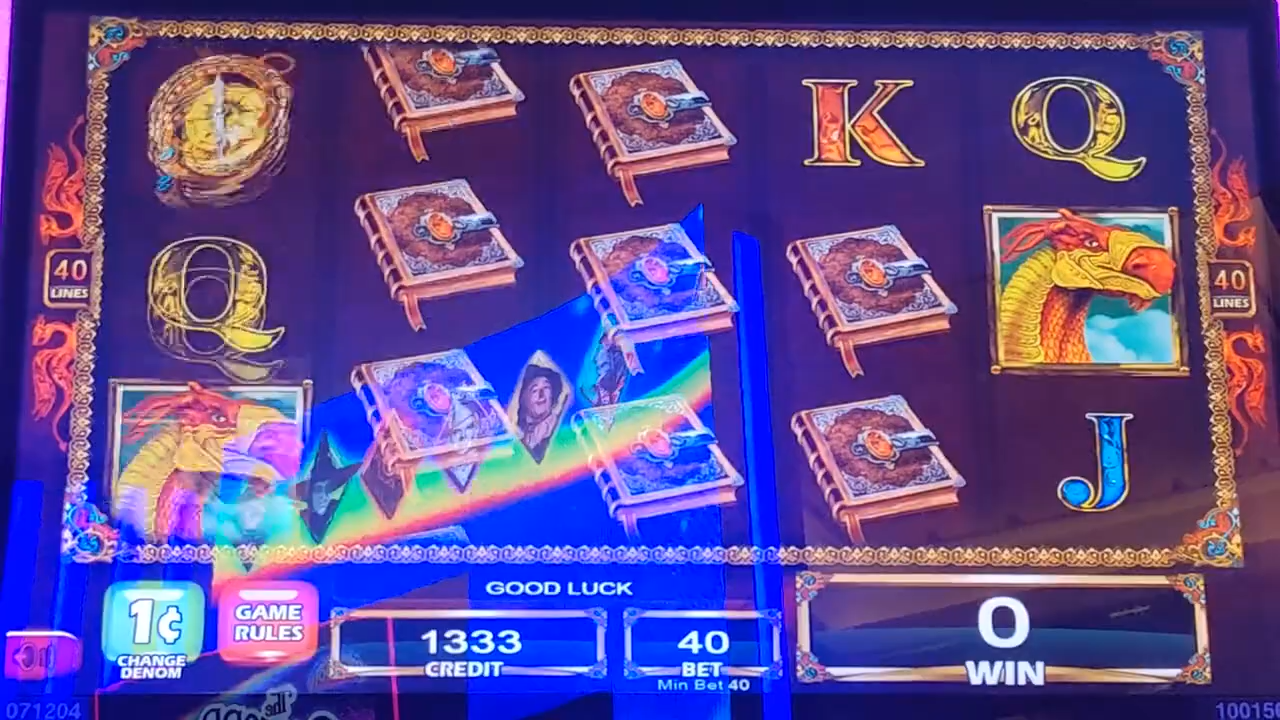 K
Q
Q
40
LINES
40
LINES
J
GOOD LUCK
1¢
CHANGE
DENOM
GAME
RULES
1333
CREDIT
40
BET
Min Bet 40
0
WIN
071204